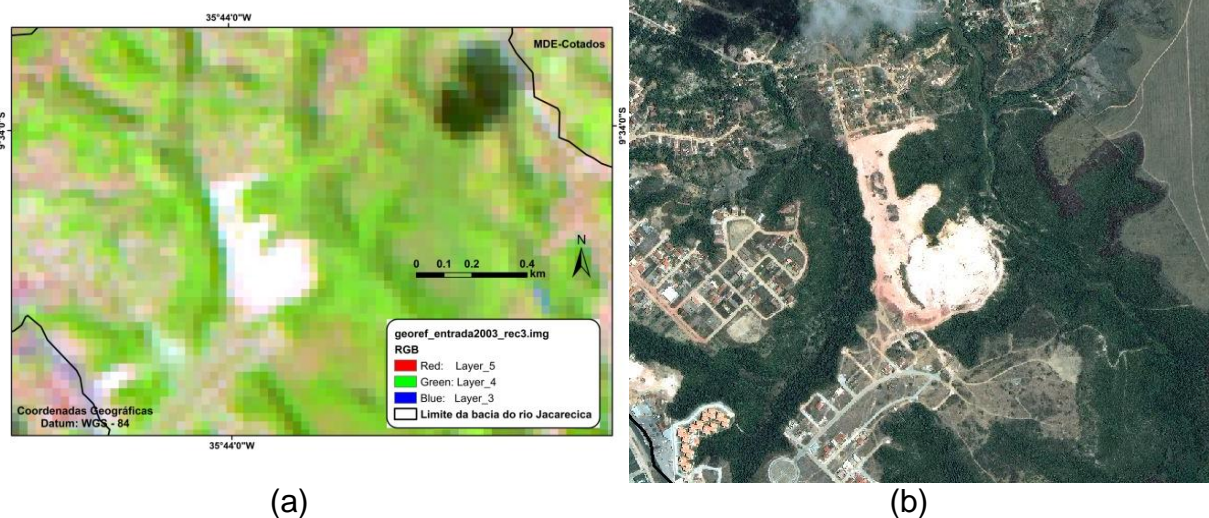 35°44'0"W
MDE-Cotados
9°34'0"S
9°34'0"S
N
0 0.1 0.2 0.4
km
georef_entrada2003_rec3.img
RGB
Red: Layer_5
Green: Layer_4
Blue: Layer_3
Limite da bacia do rio Jacarecica
Coordenadas Geográficas
Datum: WGS - 84
35°44'0"W
(a) (b)